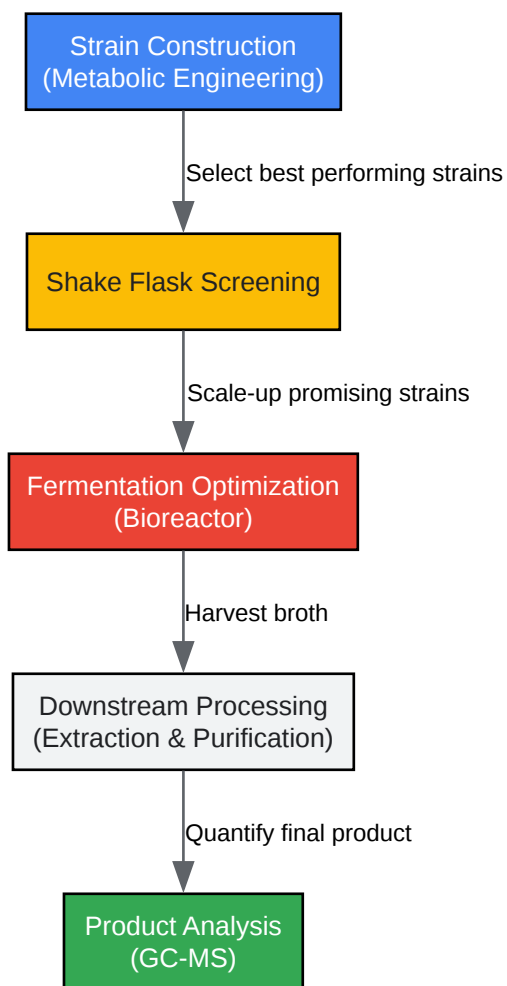 Strain Construction
(Metabolic Engineering)
Select best performing strains
Shake Flask Screening
Scale-up promising strains
Fermentation Optimization
(Bioreactor)
Harvest broth
Downstream Processing
(Extraction & Purification)
Quantify final product
Product Analysis
(GC-MS)